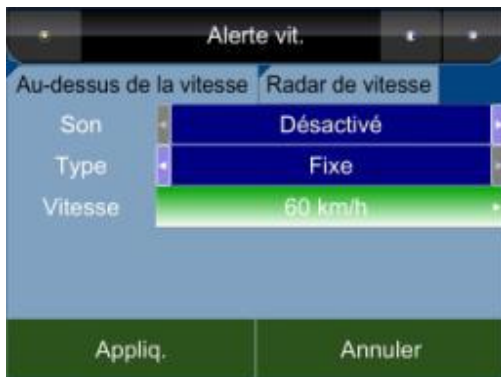 Alerte vit.
Au-dessus de la vitesse Radar de vitesse
Son Désactivé
Type Fixe
Vitesse 60 km/h
Appliq. Annuler